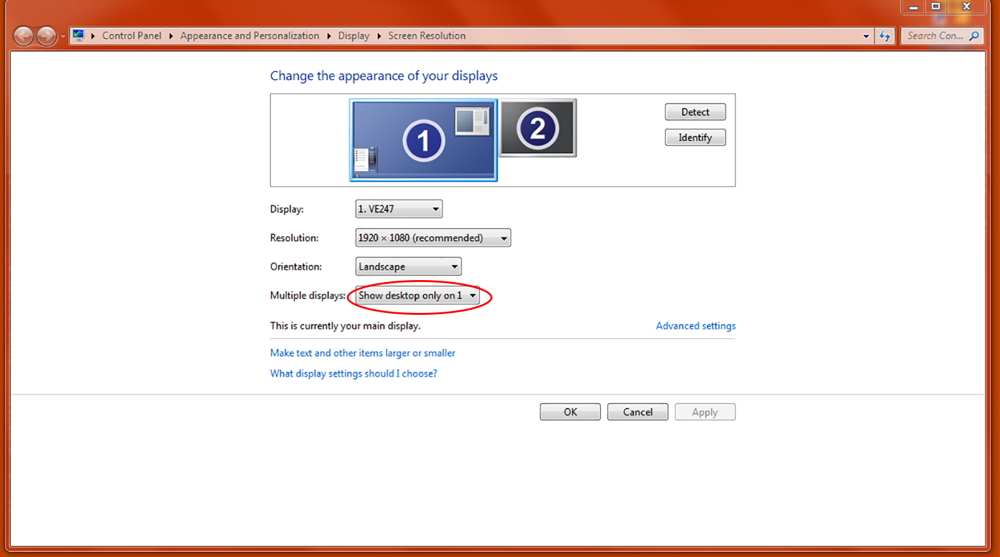 Control Panel Appearance and Personalization Display Screen Resolution
Search Con...
Change the appearance of your displays
1
2
Detect
Identify
Display: 1. VE247
Resolution: 1920 × 1080 (recommended)
Orientation: Landscape
Multiple displays: Show desktop only on 1
This is currently your main display.
Advanced settings
Make text and other items larger or smaller
What display settings should I choose?
OK Cancel Apply